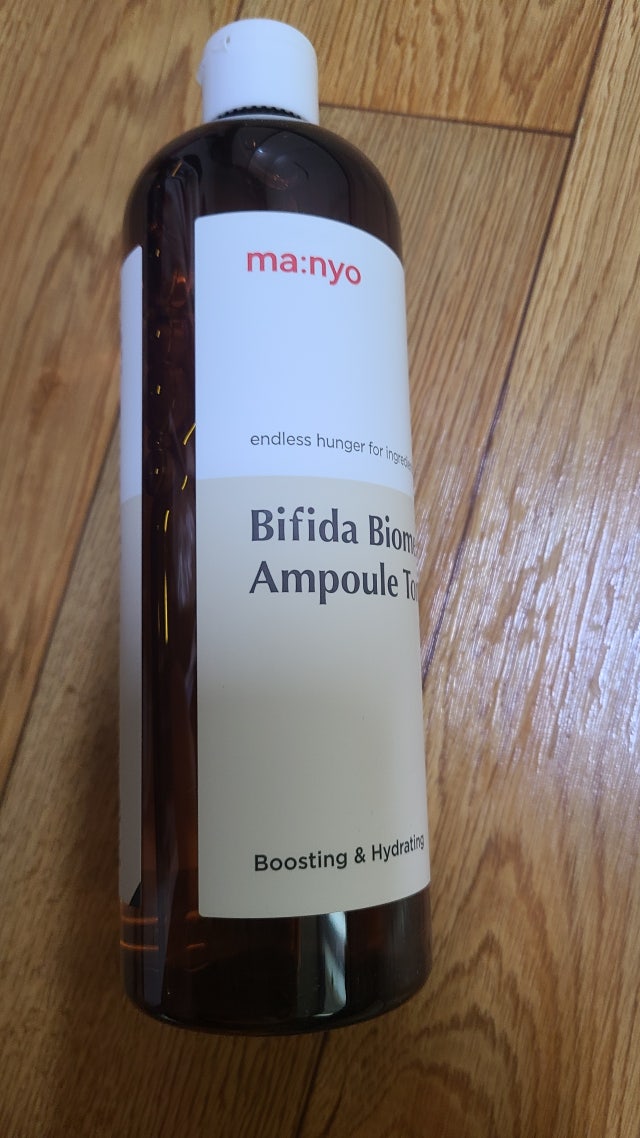 ma:nyo
endless hunger for
Bifida
Ampoule
Boosting & Hydrating